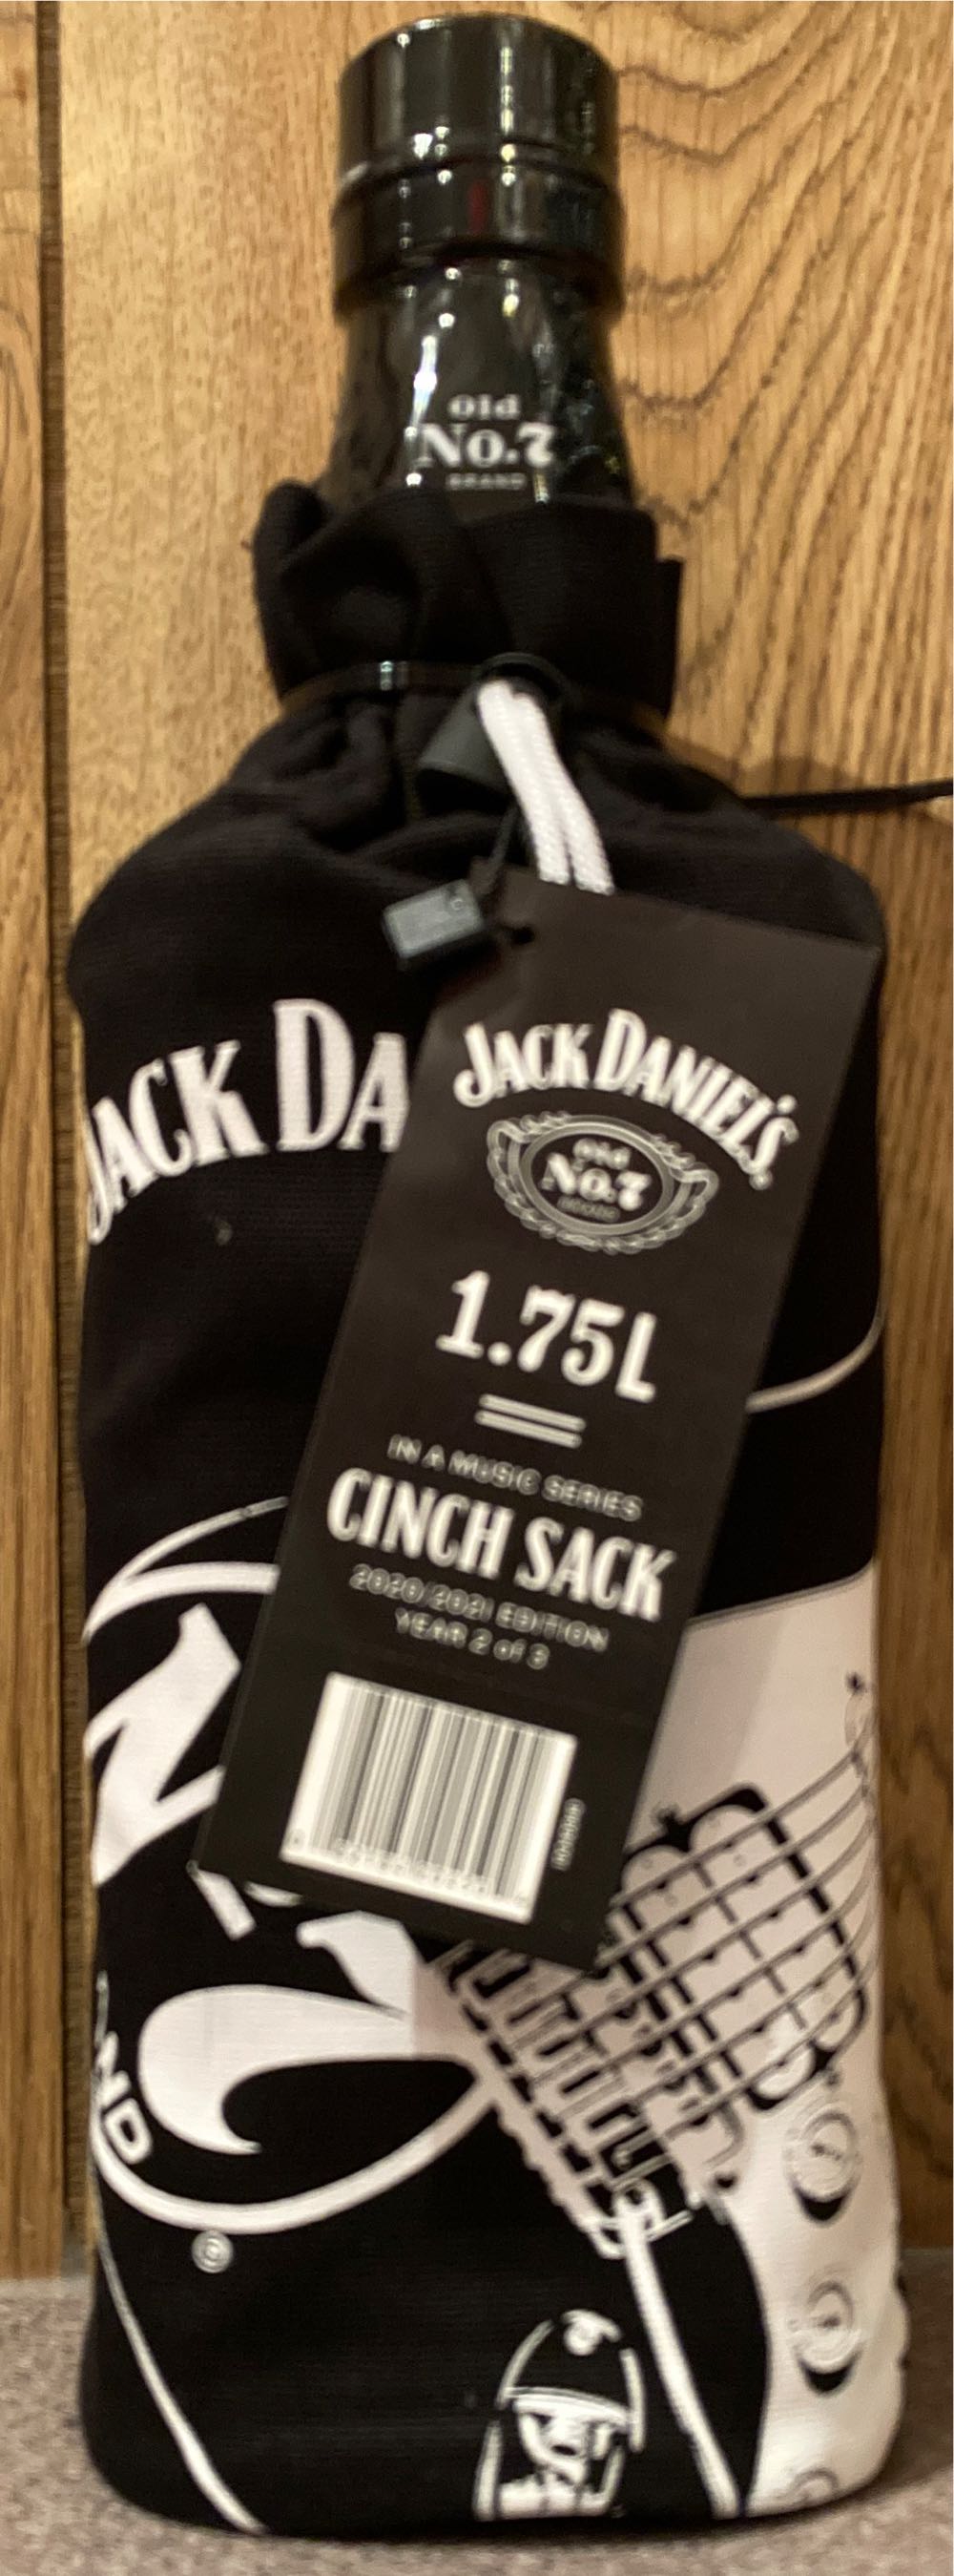 Old
No.7
BRAND
JACK DA
JACK DANIEL'S
Old
No.7
BRAND
1.75L
IN A MUSIC SERIES
CINCH SACK
2020/2021 EDITION
YEAR 2 of 3
ND